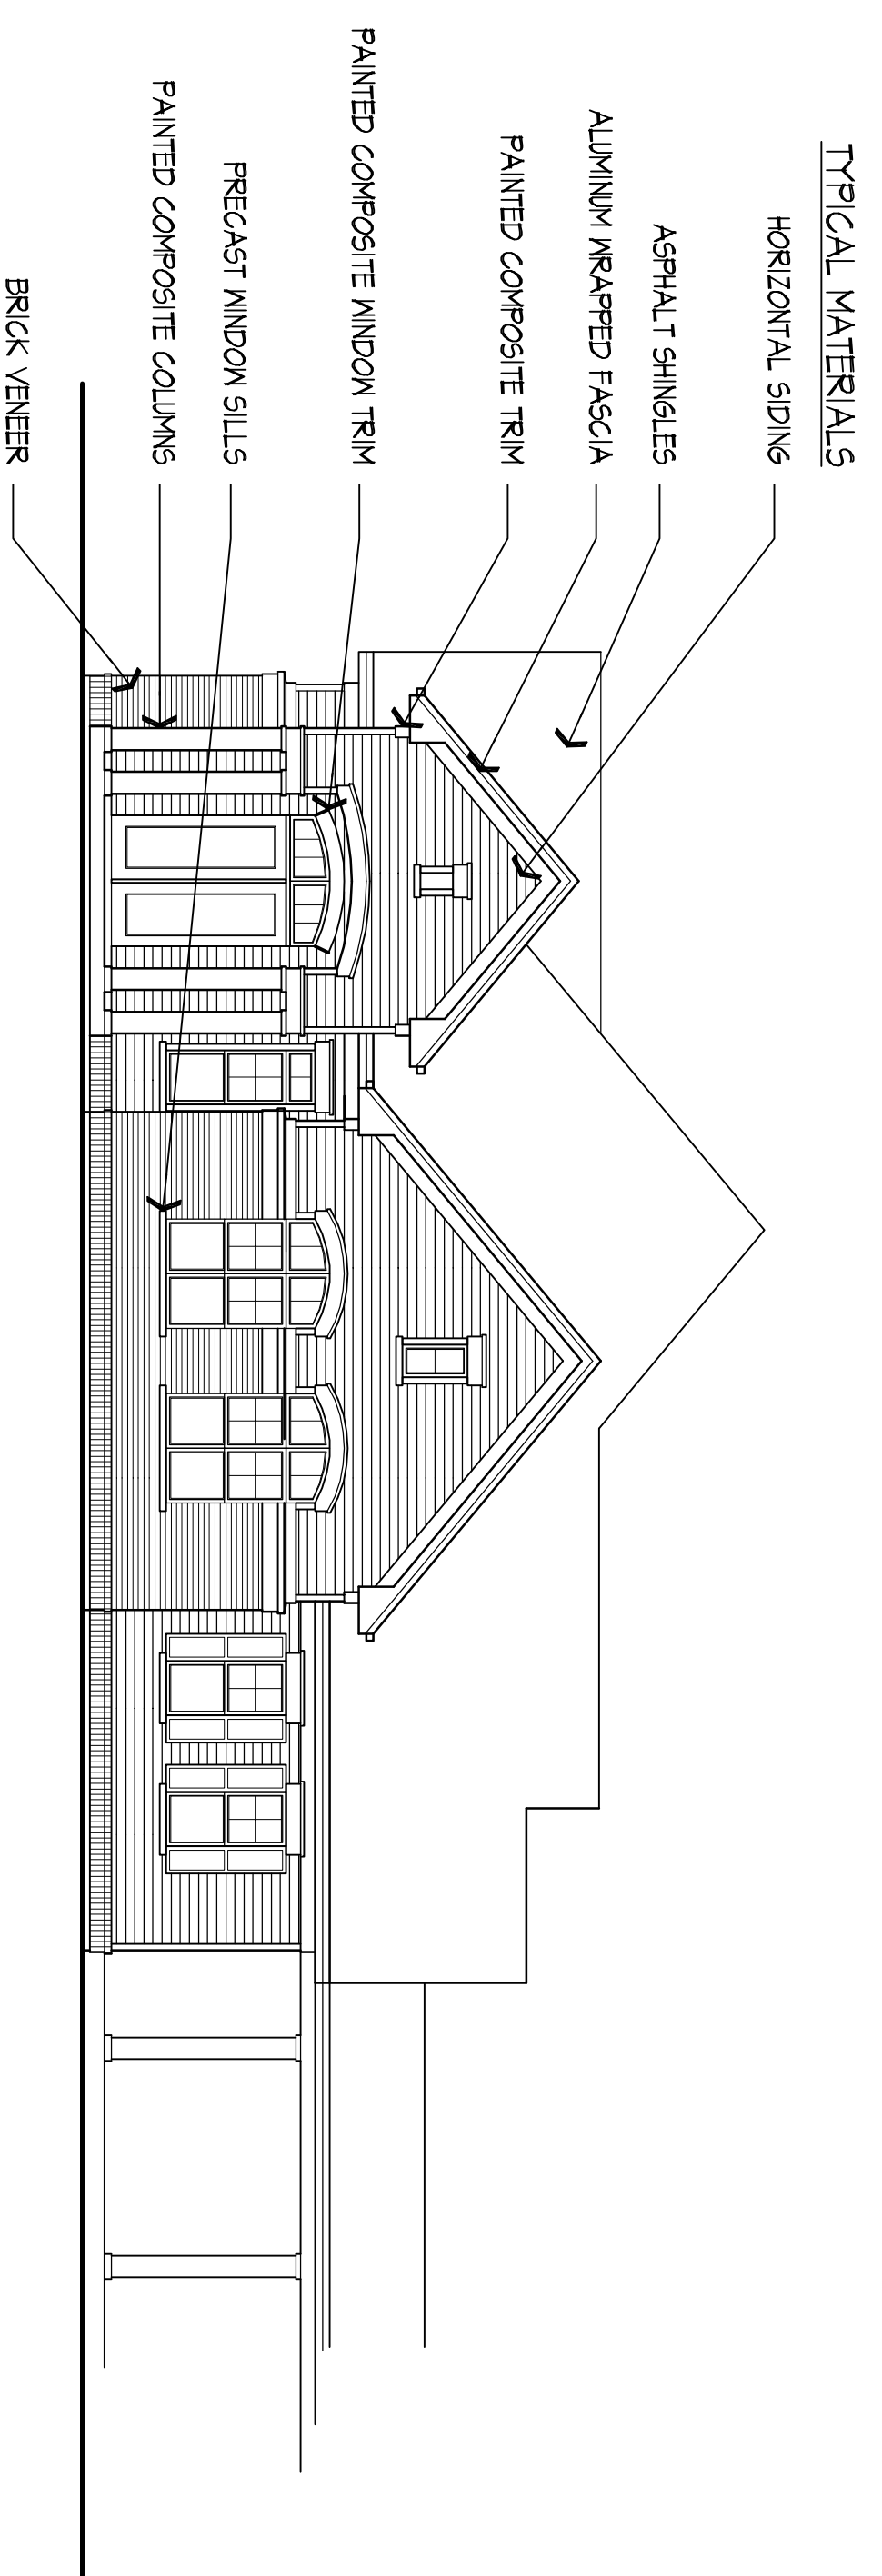 TYPICAL MATERIALS
HORIZONTAL SIDING
ASPHALT SHINGLES
ALUMINUM WRAPPED FASCIA
PAINTED COMPOSITE TRIM
PAINTED COMPOSITE WINDOW TRIM
PRECAST WINDOW SILLS
PAINTED COMPOSITE COLUMNS
BRICK VENEER